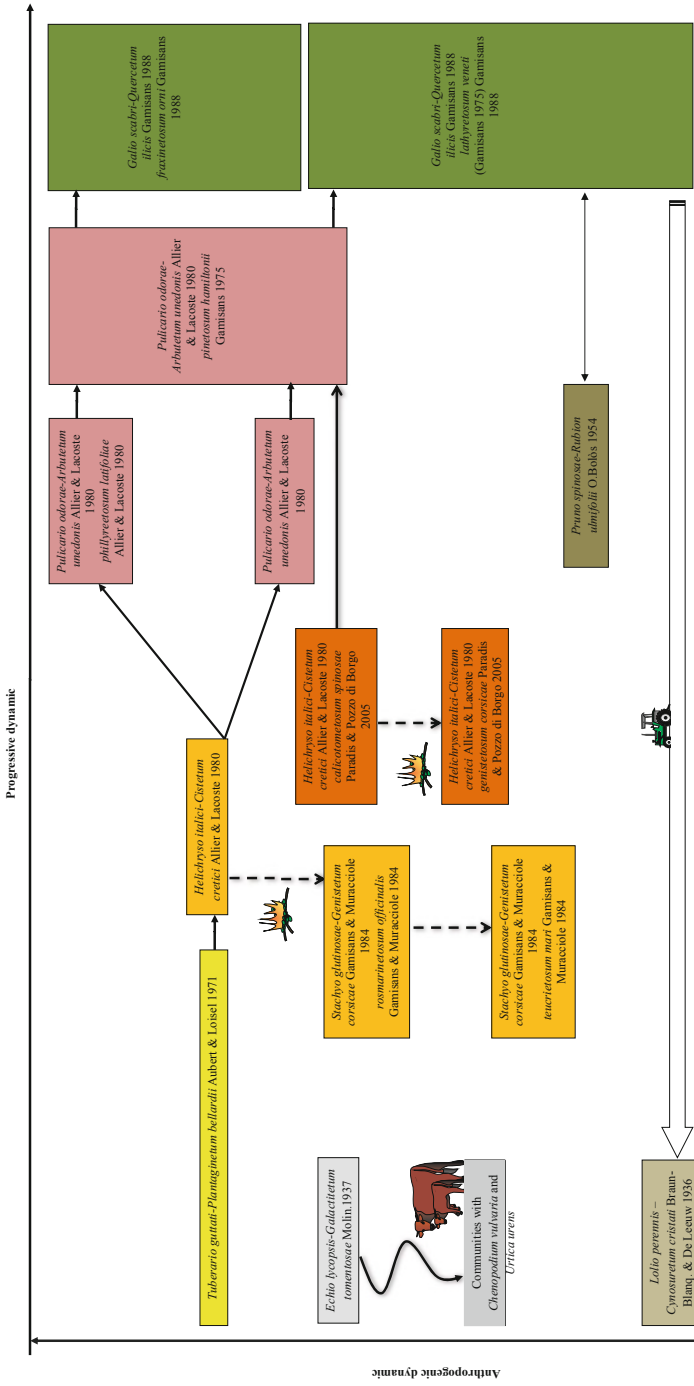 Progressive dynamic
Anthropogenic dynamic
Tuberario guttati-Plantaginetum bellardii Aubert & Loisel 1971
Helichryso italici-Cistetum
cretici Allier & Lacoste 1980
Pulicario odorae-Arbutetum
unedonis Allier & Lacoste
1980
phillyreetosum latifoliae
Allier & Lacoste 1980
Pulicario odorae-Arbutetum
unedonis Allier & Lacoste
1980
Pulicario odorae-
Arbutetum unedonis Allier
& Lacoste 1980
pinetosum hamiltonii
Gamisans 1975
Galio scabri-Quercetum
ilicis Gamisans 1988
fraxinetosum orni Gamisans
1988
Galio scabri-Quercetum
ilicis Gamisans 1988
lathyretosum veneti
(Gamisans 1975) Gamisans
1988
Echio lycopsis-Galactitetum
tomentosae Molin.1937
Communities with
Chenopodium vulvaria and
Urtica urens
Stachyo glutinosae-Genistetum
corsicae Gamisans & Muracciole
1984
rosmarinetosum officinalis
Gamisans & Muracciole 1984
Stachyo glutinosae-Genistetum
corsicae Gamisans & Muracciole
1984
teucrietosum mari Gamisans &
Muracciole 1984
Helichryso italici-Cistetum
cretici Allier & Lacoste 1980
calicotometosum spinosae
Paradis & Pozzo di Borgo
2005
Helichryso italici-Cistetum
cretici Allier & Lacoste 1980
genistetosum corsicae Paradis
& Pozzo di Borgo 2005
Pruno spinosae-Rubion
ulmifolii O.Bolòs 1954
Lolio perennis –
Cynosuretum cristati Braun-
Blanq. & De Leeuw 1936